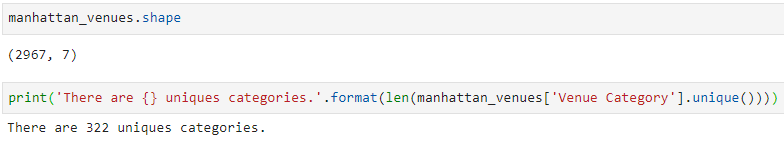 manhattan_venues.shape
(2967, 7)
print('There are {} uniques categories.'.format(len(manhattan_venues['Venue Category'].unique())))
There are 322 uniques categories.